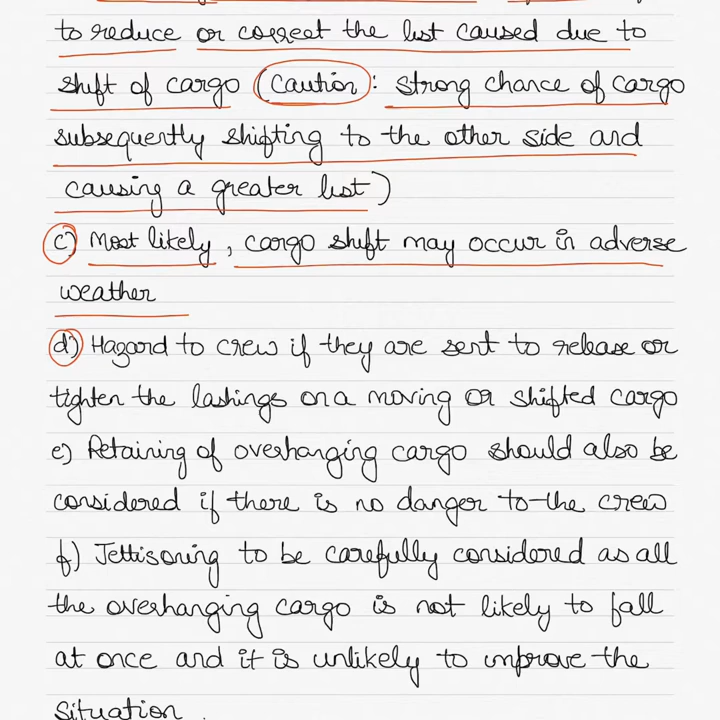 to reduce or correct the list caused due to
shift of cargo (Caution: strong chance of cargo
subsequently shifting to the other side and
causing a greater list)
c) Most likely, cargo shift may occur in adverse
weather
d) Hazard to crew if they are sent to release or
tighten the lashings on a moving or shifted cargo
e) Retaining of overhanging cargo should also be
considered if there is no danger to the crew
f) Jettisoning to be carefully considered as all
the overhanging cargo is not likely to fall
at once and it is unlikely to improve the
situation.